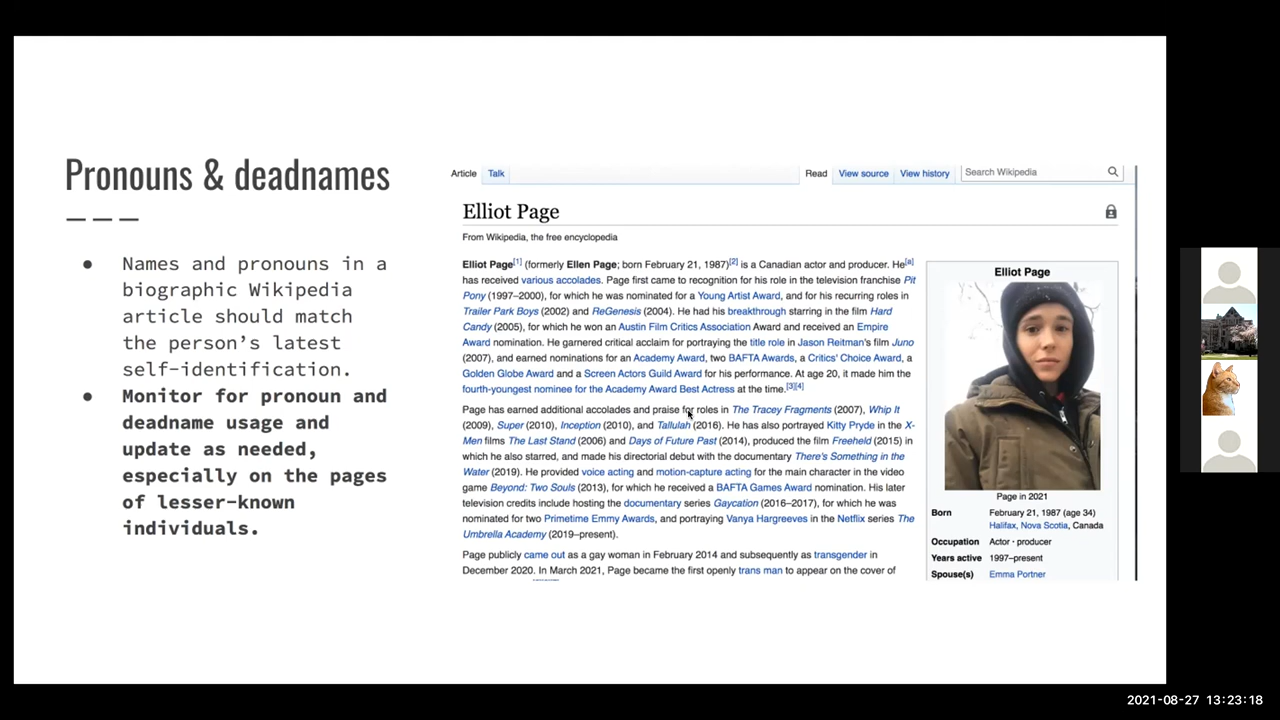 Pronouns & deadnames
● Names and pronouns in a
biographic Wikipedia
article should match
the person's latest
self-identification.
● Monitor for pronoun and
deadname usage and
update as needed,
especially on the pages
of lesser-known
individuals.
Article Talk Read View source View history Search Wikipedia
Elliot Page
From Wikipedia, the free encyclopedia
Elliot Page[1] (formerly Ellen Page; born February 21, 1987)[2] is a Canadian actor and producer. He[a]
has received various accolades. Page first came to recognition for his role in the television franchise Pit
Pony (1997–2000), for which he was nominated for a Young Artist Award, and for his recurring roles in
Trailer Park Boys (2002) and ReGenesis (2004). He had his breakthrough starring in the film Hard
Candy (2005), for which he won an Austin Film Critics Association Award and received an Empire
Award nomination. He garnered critical acclaim for portraying the title role in Jason Reitman's film Juno
(2007), and earned nominations for an Academy Award, two BAFTA Awards, a Critics' Choice Award, a
Golden Globe Award and a Screen Actors Guild Award for his performance. At age 20, it made him the
fourth-youngest nominee for the Academy Award Best Actress at the time.[3][4]
Page has earned additional accolades and praise for roles in The Tracey Fragments (2007), Whip It
(2009), Super (2010), Inception (2010), and Tallulah (2016). He has also portrayed Kitty Pryde in the X-
Men films The Last Stand (2006) and Days of Future Past (2014), produced the film Freeheld (2015) in
which he also starred, and made his directorial debut with the documentary There's Something in the
Water (2019). He provided voice acting and motion-capture acting for the main character in the video
game Beyond: Two Souls (2013), for which he received a BAFTA Games Award nomination. His later
television credits include hosting the documentary series Gaycation (2016–2017), for which he was
nominated for two Primetime Emmy Awards, and portraying Vanya Hargreeves in the Netflix series The
Umbrella Academy (2019–present).
Page publicly came out as a gay woman in February 2014 and subsequently as transgender in
December 2020. In March 2021, Page became the first openly trans man to appear on the cover of
Elliot Page
Page in 2021
Born February 21, 1987 (age 34)
Halifax, Nova Scotia, Canada
Occupation Actor · producer
Years active 1997–present
Spouse(s) Emma Portner
2021-08-27 13:23:18